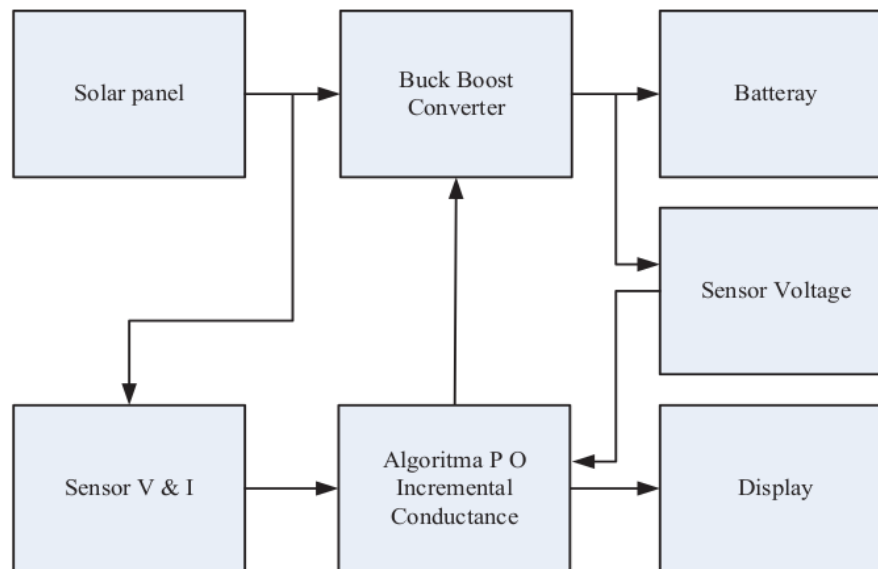 Solar panel
Buck Boost
Converter
Batteray
Sensor Voltage
Sensor V & I
Algoritma P O
Incremental
Conductance
Display